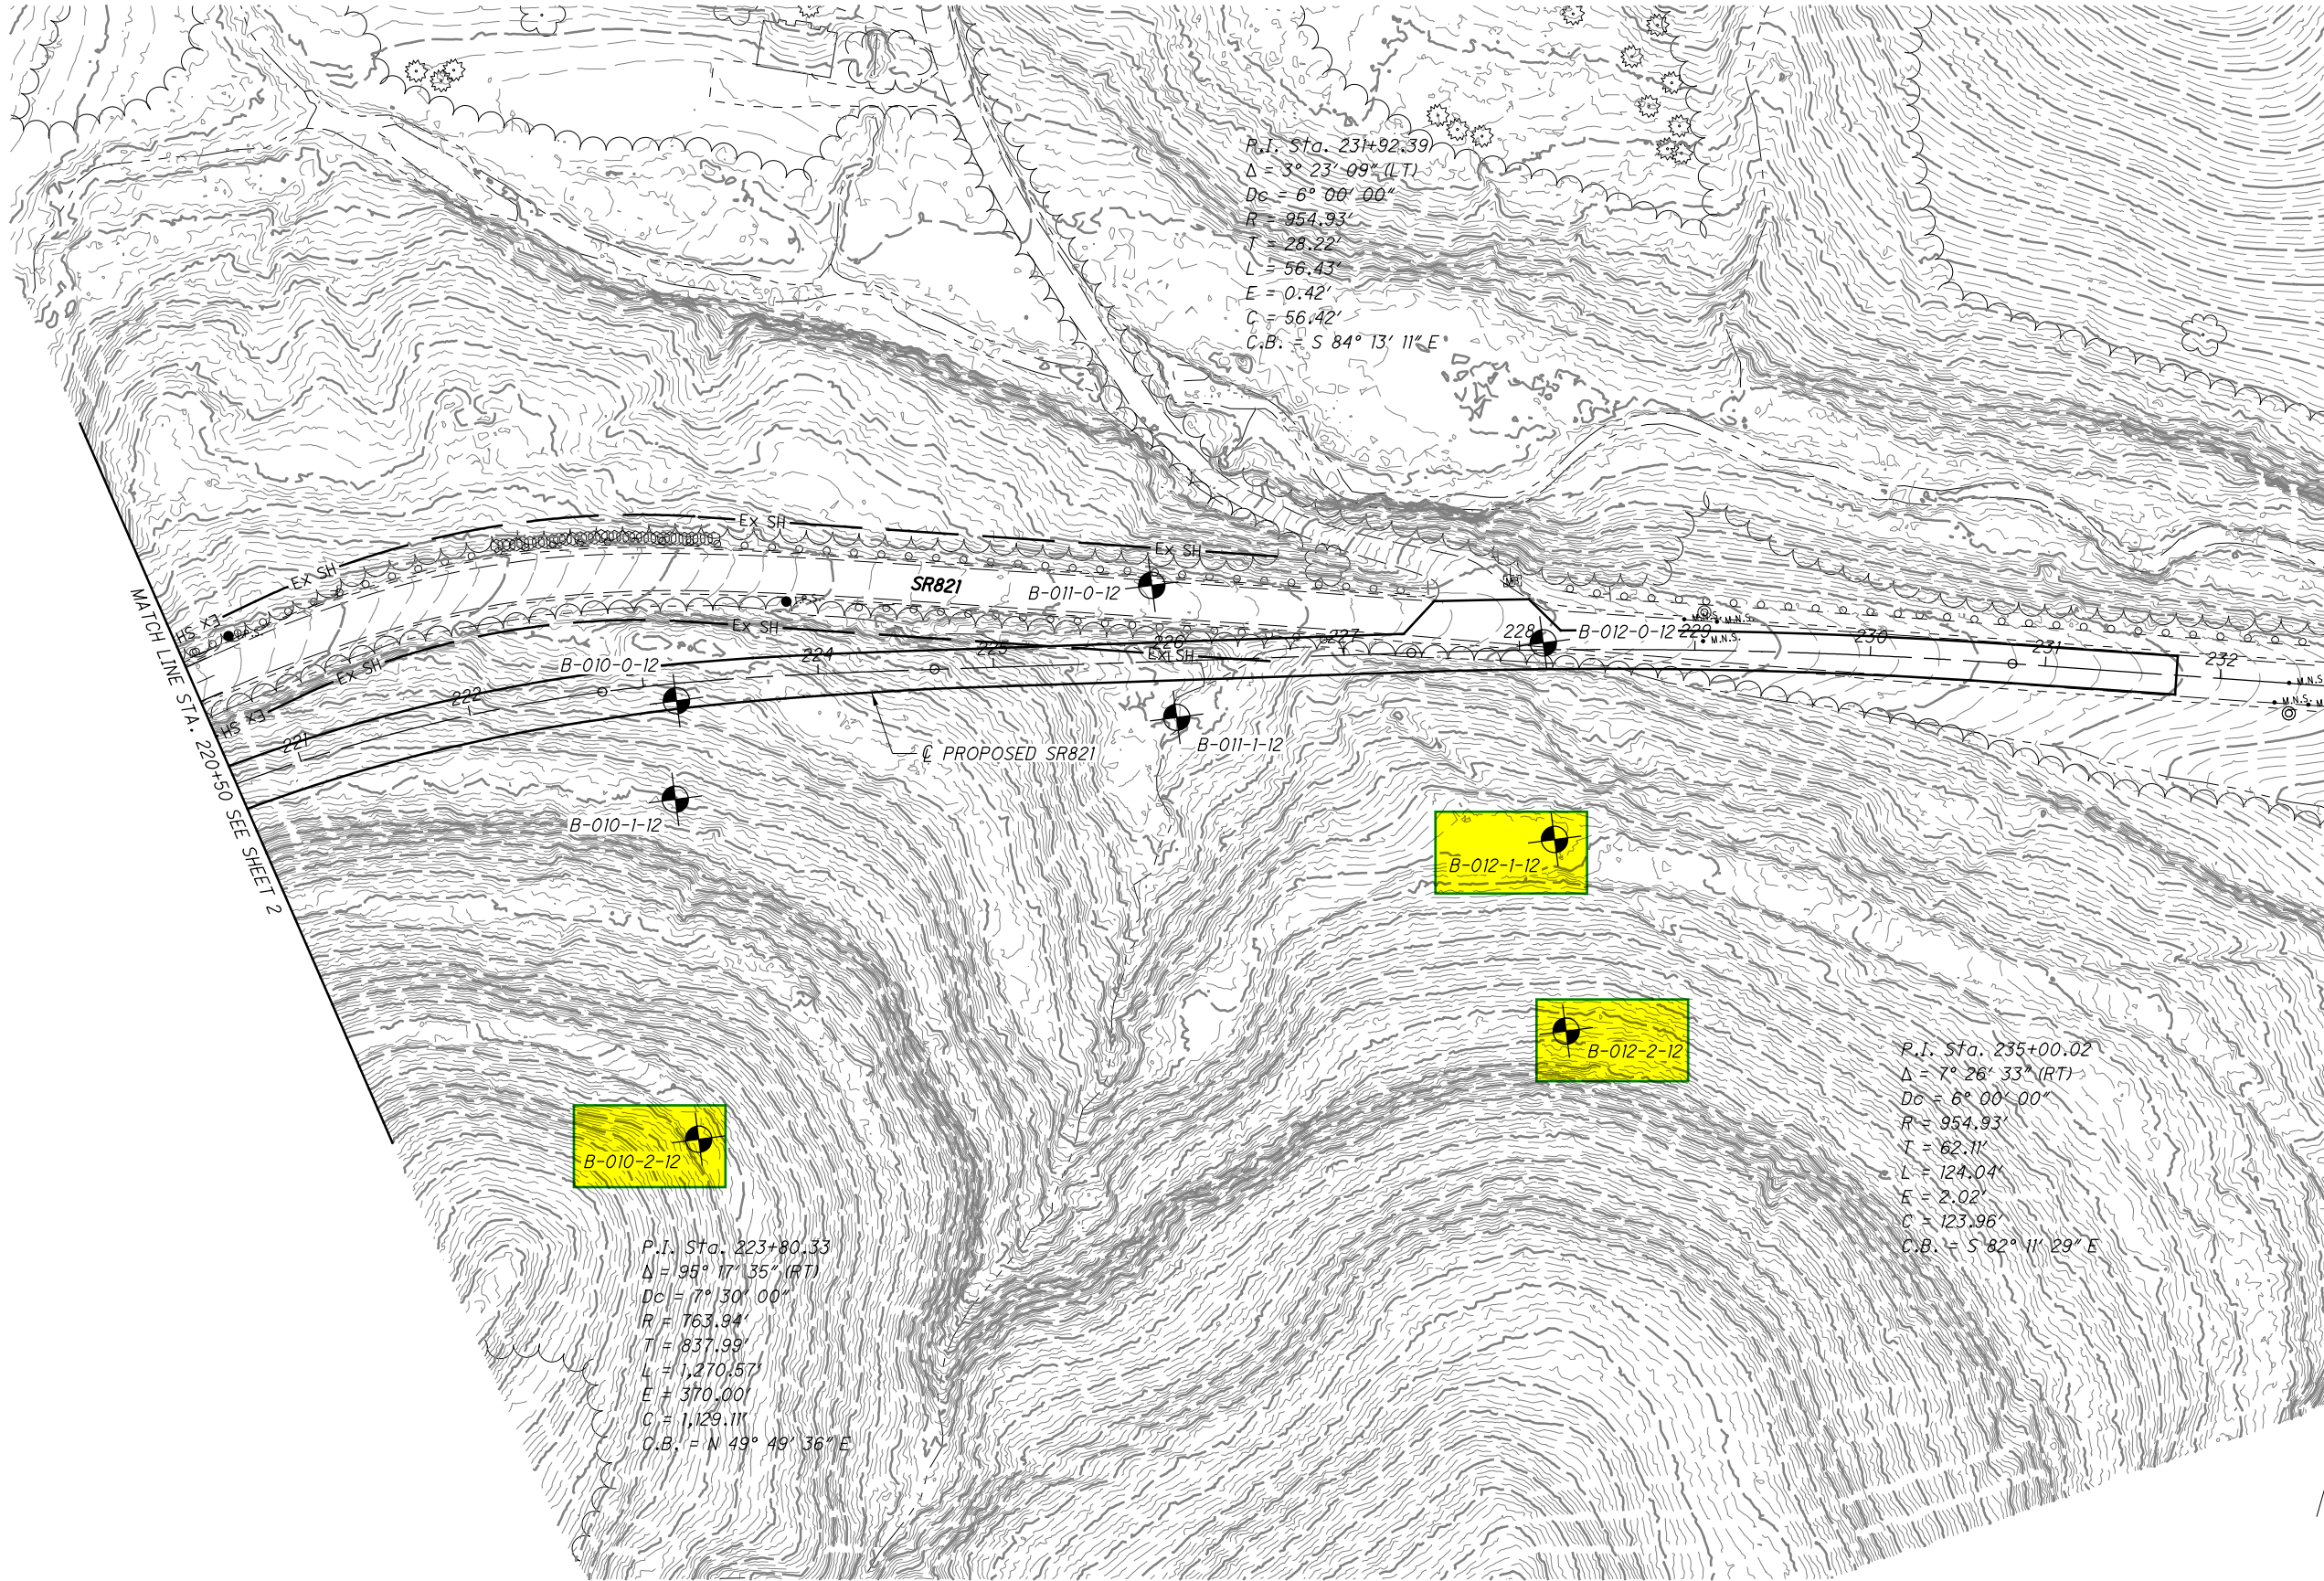 P.I. Sta. 231+92.39
Δ = 3° 23' 09" (LT)
Dc = 6° 00' 00"
R = 954.93'
T = 28.22'
L = 56.43'
E = 0.42'
C = 56.42'
C.B. = S 84° 13' 11" E
Ex SH
Ex SH
Ex SH
EX SH
SR821
B-011-0-12
I.P.S.
I.P.S.
M.N.S.
M.N.S.
M.N.S.
Ex SH
Ex SH
Ex SH
EX SH
221
222
224
225
226
227
228
B-012-0-12
229
230
231
232
M.N.S.
M.N.S.
B-010-0-12
MATCH LINE STA. 220+50 SEE SHEET 2
℄ PROPOSED SR821
B-011-1-12
B-010-1-12
B-012-1-12
B-012-2-12
B-010-2-12
P.I. Sta. 235+00.02
Δ = 7° 26' 33" (RT)
Dc = 6° 00' 00"
R = 954.93'
T = 62.11'
L = 124.04'
E = 2.02'
C = 123.96'
C.B. = S 82° 11' 29" E
P.I. Sta. 223+80.33
Δ = 95° 17' 35" (RT)
Dc = 7° 30' 00"
R = 763.94'
T = 837.99'
L = 1,270.57'
E = 370.00'
C = 1,129.11'
C.B. = N 49° 49' 36" E